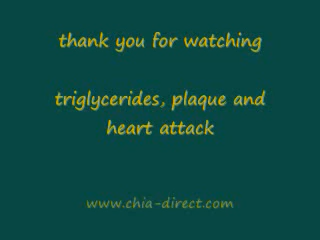 thank you for watching
triglycerides, plaque and
heart attack
www.chia-direct.com